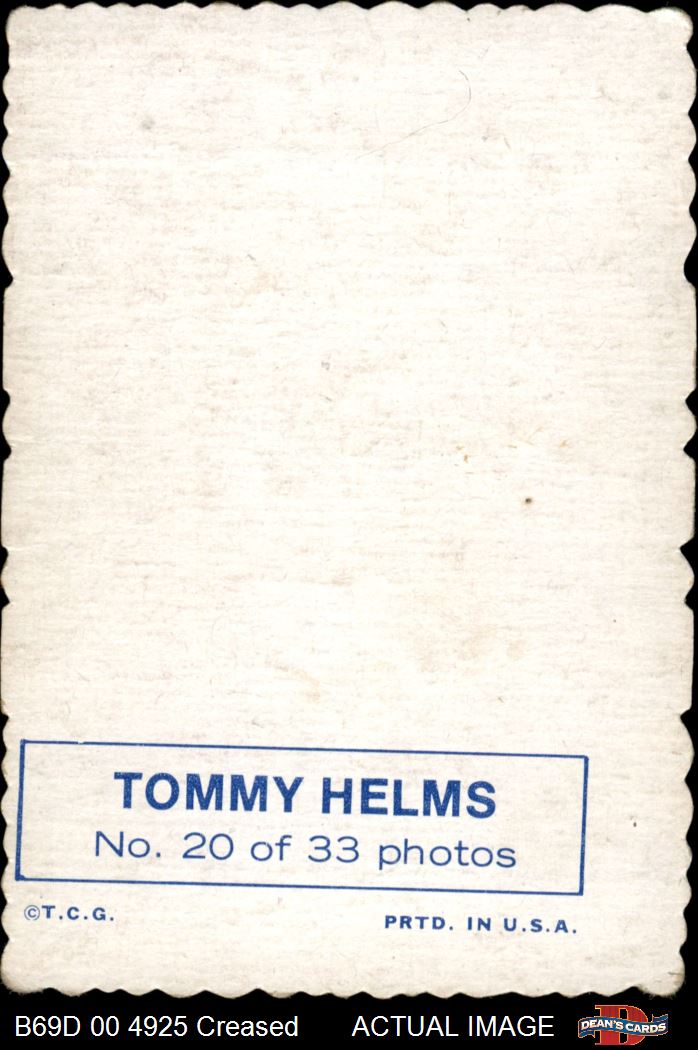 TOMMY HELMS
No. 20 of 33 photos
©T.C.G.
PRTD. IN U.S.A.
B69D 00 4925 Creased
ACTUAL IMAGE
D
DEAN'S CARDS